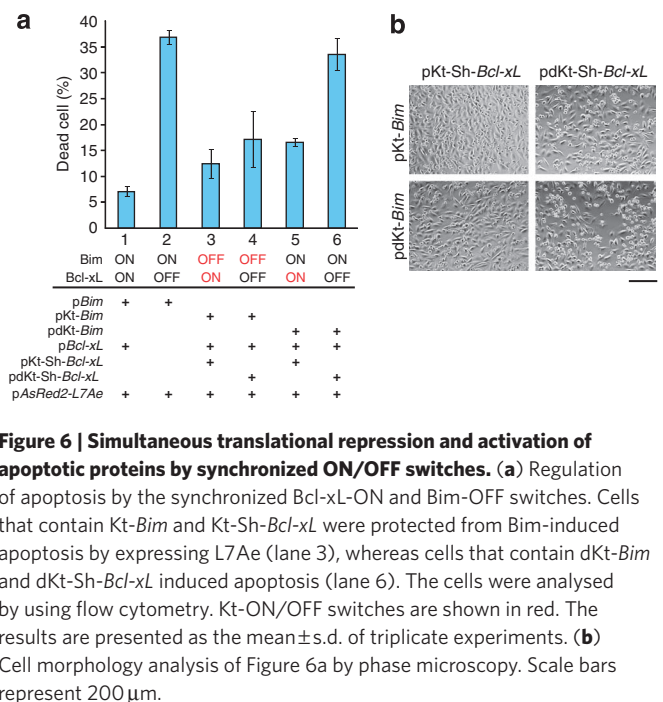 a
b
Dead cell (%)
40
35
30
25
20
15
10
5
0
1 2 3 4 5 6
Bim ON ON OFF OFF ON ON
Bcl-xL ON OFF ON OFF ON OFF
pBim + +
pKt-Bim + +
pdKt-Bim + +
pBcl-xL + + + + +
pKt-Sh-Bcl-xL + +
pdKt-Sh-Bcl-xL + +
pAsRed2-L7Ae + + + + + +
pKt-Sh-Bcl-xL pdKt-Sh-Bcl-xL
pKt-Bim
pdKt-Bim
Figure 6 | Simultaneous translational repression and activation of
apoptotic proteins by synchronized ON/OFF switches. (a) Regulation
of apoptosis by the synchronized Bcl-xL-ON and Bim-OFF switches. Cells
that contain Kt-Bim and Kt-Sh-Bcl-xL were protected from Bim-induced
apoptosis by expressing L7Ae (lane 3), whereas cells that contain dKt-Bim
and dKt-Sh-Bcl-xL induced apoptosis (lane 6). The cells were analysed
by using flow cytometry. Kt-ON/OFF switches are shown in red. The
results are presented as the mean±s.d. of triplicate experiments. (b)
Cell morphology analysis of Figure 6a by phase microscopy. Scale bars
represent 200 μm.